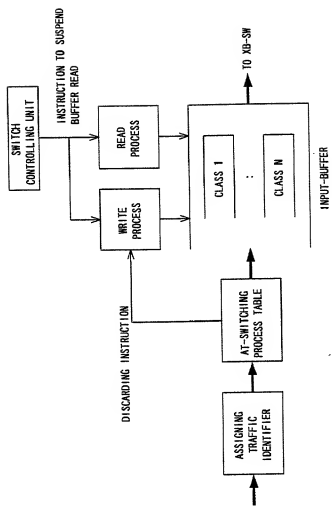 SWITCH
CONTROLLING UNIT
INSTRUCTION TO SUSPEND
BUFFER READ
WRITE
PROCESS
READ
PROCESS
DISCARDING INSTRUCTION
ASSIGNING
TRAFFIC
IDENTIFIER
AT-SWITCHING
PROCESS TABLE
CLASS 1
:
CLASS N
TO XB-SW
INPUT-BUFFER